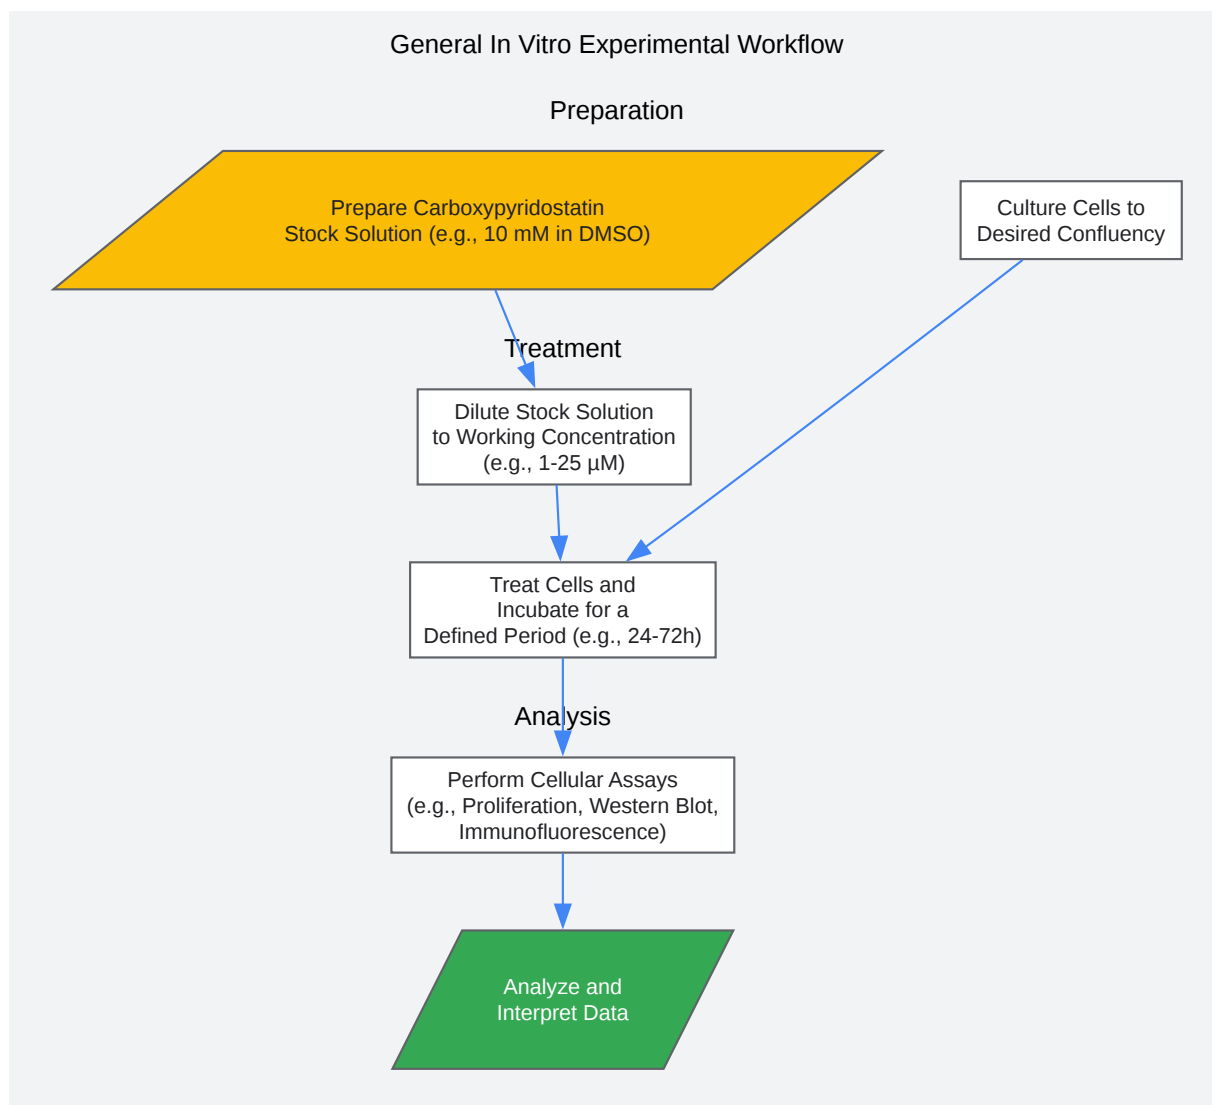 General In Vitro Experimental Workflow
Preparation
Prepare Carboxypyridostatin
Stock Solution (e.g., 10 mM in DMSO)
Culture Cells to
Desired Confluency
Treatment
Dilute Stock Solution
to Working Concentration
(e.g., 1-25 µM)
Treat Cells and
Incubate for a
Defined Period (e.g., 24-72h)
Analysis
Perform Cellular Assays
(e.g., Proliferation, Western Blot,
Immunofluorescence)
Analyze and
Interpret Data